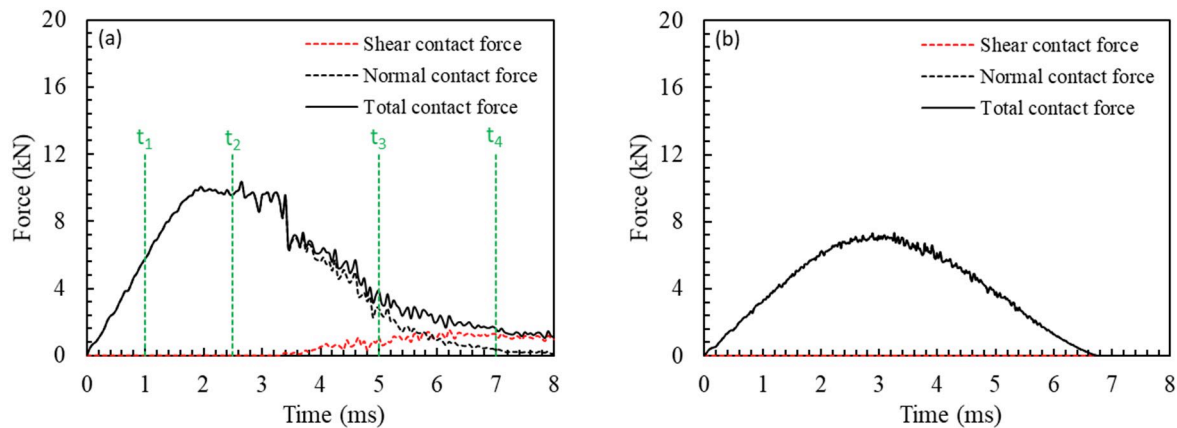 (a)
Shear contact force
Normal contact force
Total contact force
t₁ t₂ t₃ t₄
20
16
12
8
4
0
Force (kN)
0 1 2 3 4 5 6 7 8
Time (ms)
(b)
Shear contact force
Normal contact force
Total contact force
20
16
12
8
4
0
Force (kN)
0 1 2 3 4 5 6 7 8
Time (ms)